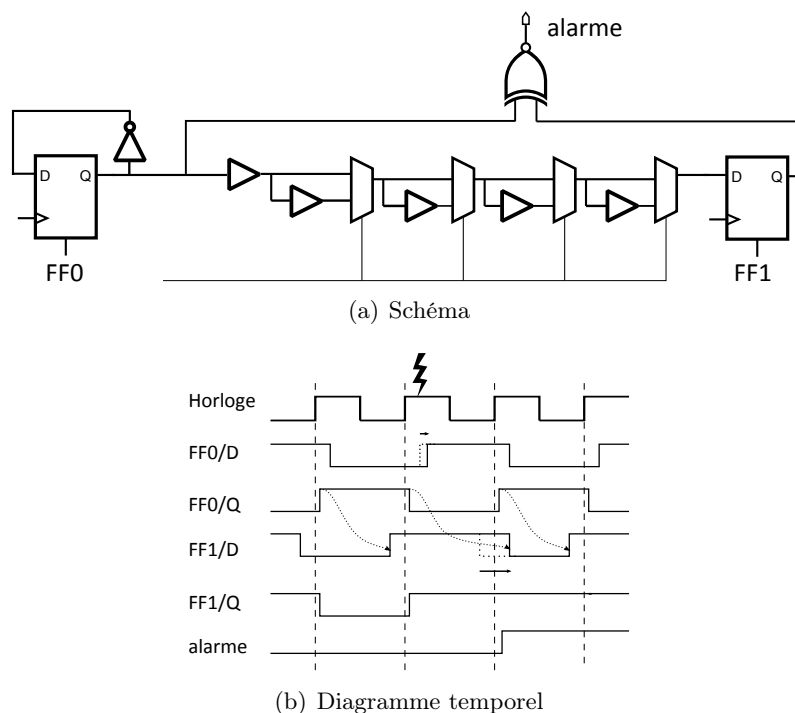 alarme
D Q
FF0
D Q
FF1
(a) Schéma
Horloge
FF0/D
FF0/Q
FF1/D
FF1/Q
alarme
(b) Diagramme temporel